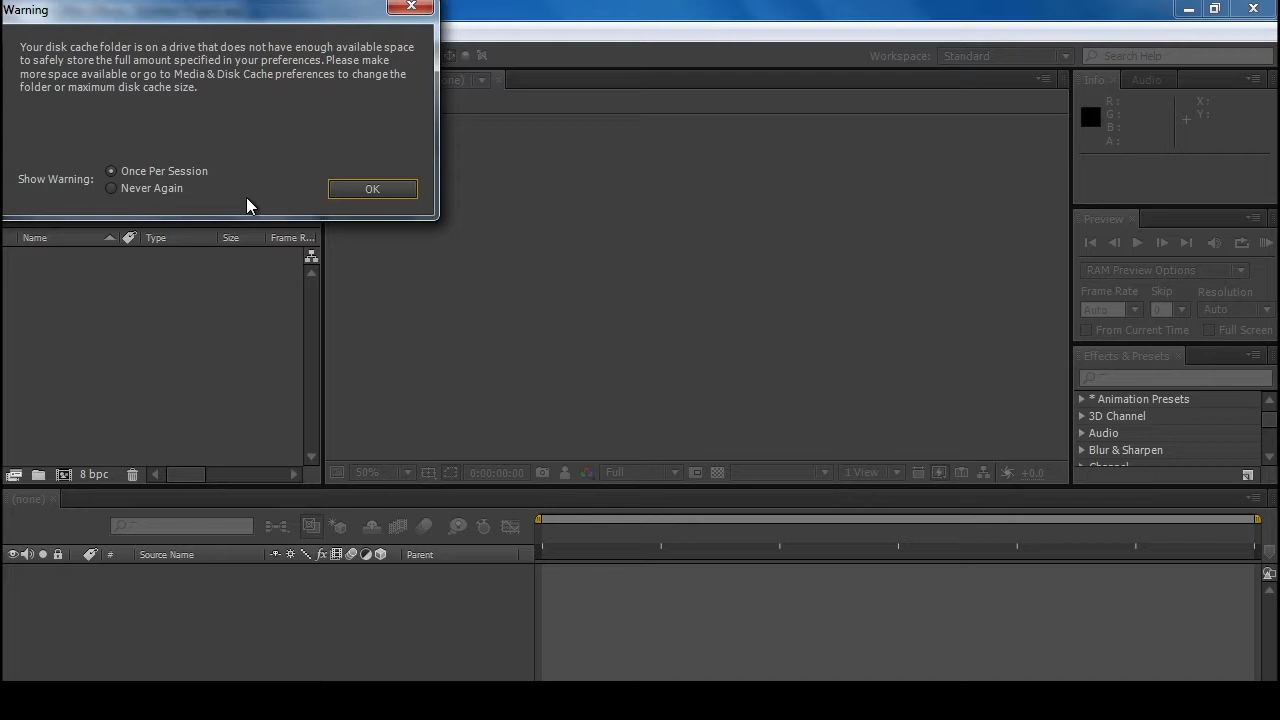 Warning
Your disk cache folder is on a drive that does not have enough available space
to safely store the full amount specified in your preferences. Please make
more space available or go to Media & Disk Cache preferences to change the
folder or maximum disk cache size.
Show Warning:
Once Per Session
Never Again
OK
Workspace: Standard
Search Help
Info
Audio
R:
G:
B:
A:
X:
Y:
Preview
RAM Preview Options
Frame Rate Skip Resolution
Auto 0 Auto
From Current Time Full Screen
Effects & Presets
* Animation Presets
3D Channel
Audio
Blur & Sharpen
Name Type Size Frame R...
8 bpc
50% 0:00:00:00 Full 1 View +0.0
(none)
# Source Name fx Parent